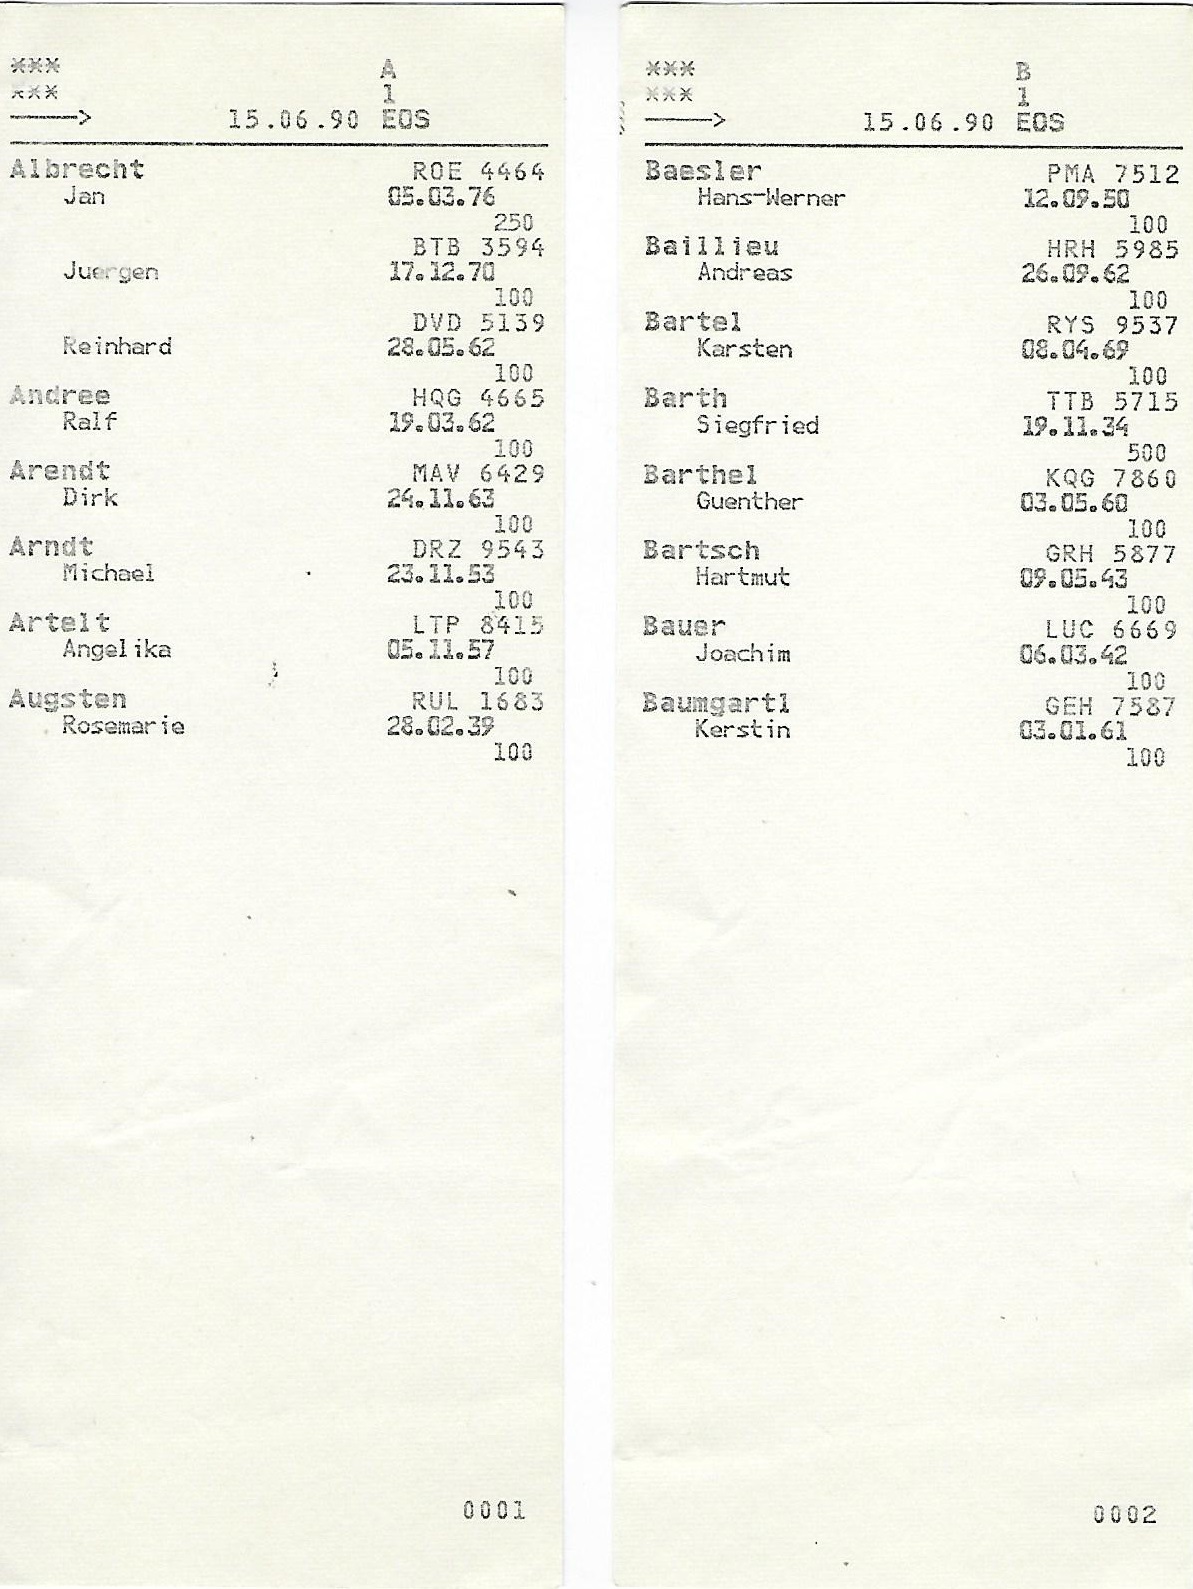 *** A
*** 1
———> 15.06.90 EOS
Albrecht ROE 4464
Jan 05.03.76
250
BTB 3594
Juergen 17.12.70
100
DVD 5139
Reinhard 28.05.62
100
Andree HQG 4665
Ralf 19.03.62
100
Arendt MAV 6429
Dirk 24.11.63
100
Arndt DRZ 9543
Michael 23.11.53
100
Artelt LTP 8415
Angelika 05.11.57
100
Augsten RUL 1683
Rosemarie 28.02.39
100
0001
*** B
*** 1
———> 15.06.90 EOS
Baesler PMA 7512
Hans-Werner 12.09.50
100
Baillieu HRH 5985
Andreas 26.09.62
100
Bartel RYS 9537
Karsten 08.04.69
100
Barth TTB 5715
Siegfried 19.11.34
500
Barthel KQG 7860
Guenther 03.05.60
100
Bartsch GRH 5877
Hartmut 09.05.43
100
Bauer LUC 6669
Joachim 06.03.42
100
Baumgartl GEH 7587
Kerstin 03.01.61
100
0002